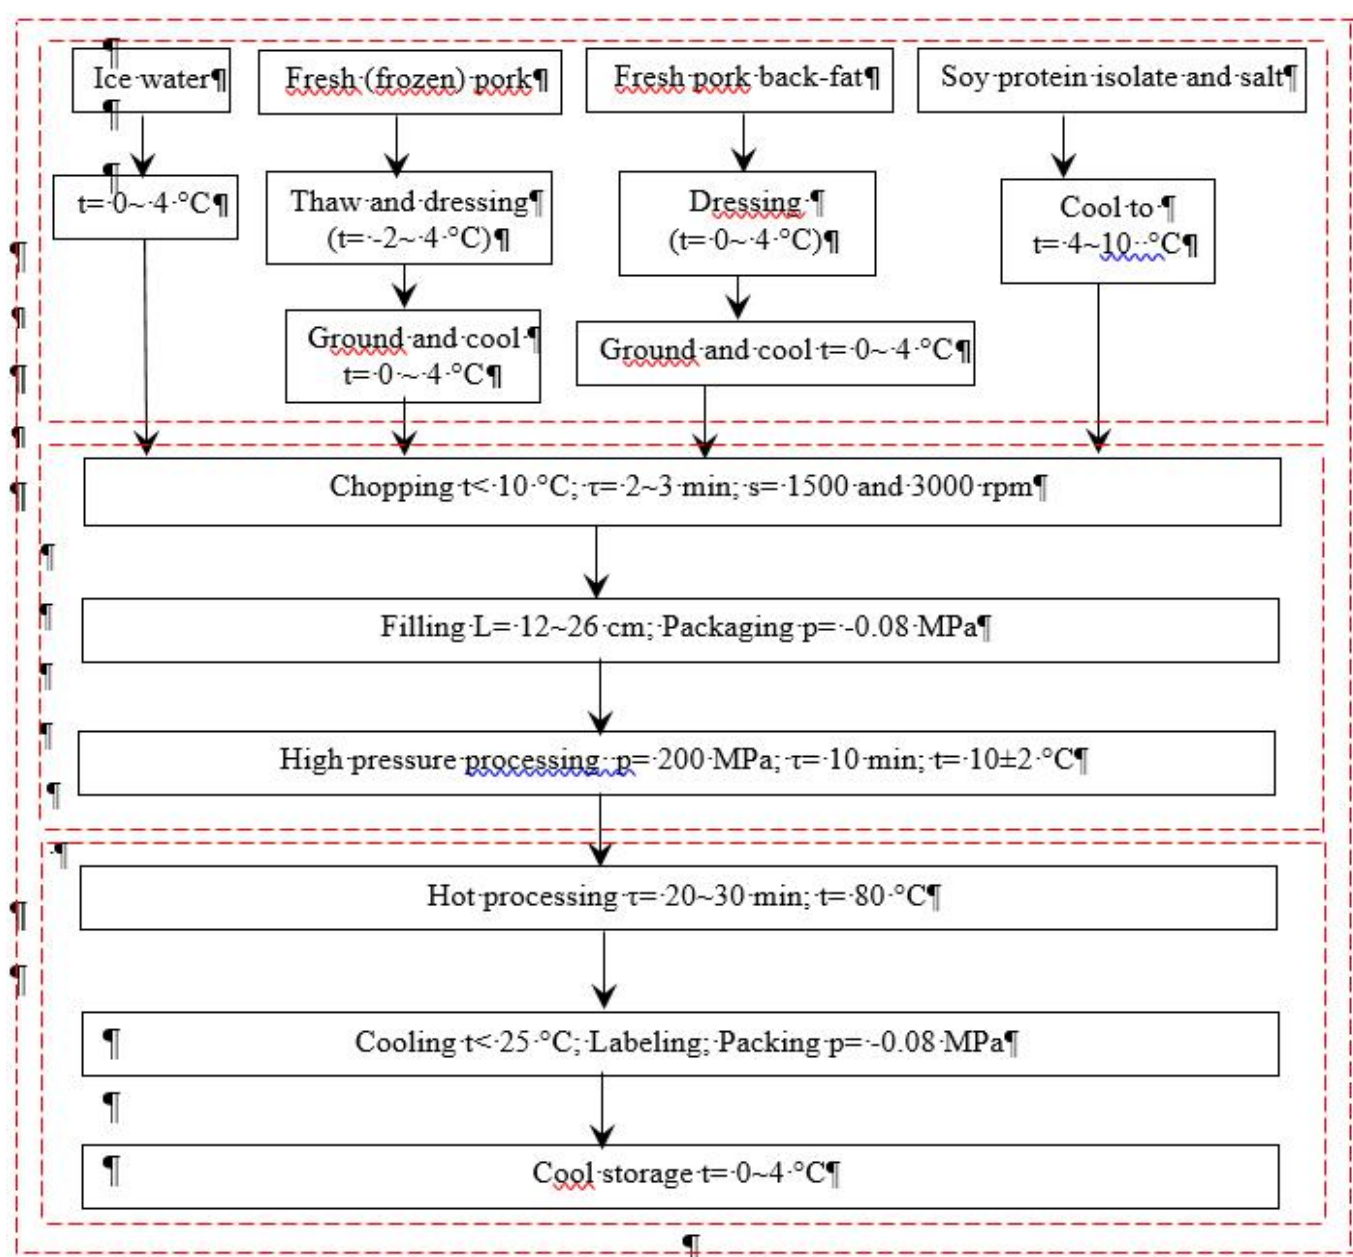 Ice water¶
Fresh (frozen) pork¶
Fresh pork back-fat¶
Soy protein isolate and salt¶
t= 0~ 4 °C¶
Thaw and dressing¶
(t= -2~ 4 °C)¶
Dressing ¶
(t= 0~ 4 °C)¶
Cool to ¶
t= 4~10 °C¶
Ground and cool ¶
t= 0 ~ 4 °C¶
Ground and cool t= 0~ 4 °C¶
Chopping t< 10 °C; τ= 2~3 min; s= 1500 and 3000 rpm¶
Filling L= 12~26 cm; Packaging p= -0.08 MPa¶
High pressure processing p= 200 MPa; τ= 10 min; t= 10±2 °C¶
Hot processing τ= 20~30 min; t= 80 °C¶
Cooling t< 25 °C; Labeling; Packing p= -0.08 MPa¶
Cool storage t= 0~4 °C¶